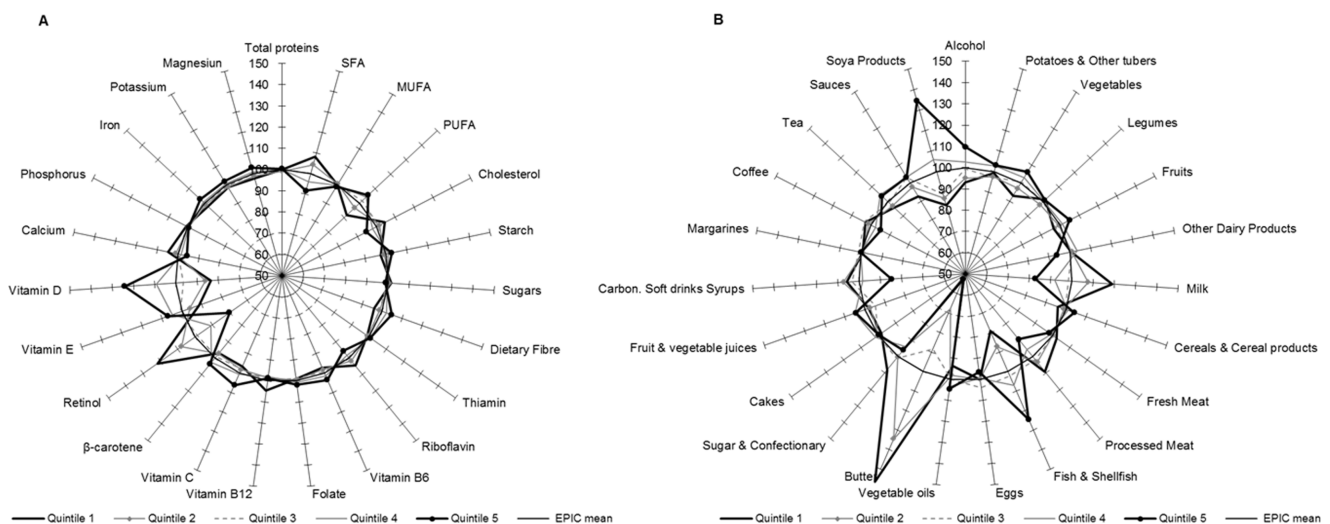 A
Total proteins
SFA
MUFA
PUFA
Cholesterol
Starch
Sugars
Dietary Fibre
Thiamin
Riboflavin
Vitamin B6
Folate
Vitamin B12
Vitamin C
β-carotene
Retinol
Vitamin E
Vitamin D
Calcium
Phosphorus
Iron
Potassium
Magnesiun
150
140
130
120
110
100
90
80
70
60
50
Quintile 1 Quintile 2 Quintile 3 Quintile 4 Quintile 5 EPIC mean
B
Alcohol
Potatoes & Other tubers
Vegetables
Legumes
Fruits
Other Dairy Products
Milk
Cereals & Cereal products
Fresh Meat
Processed Meat
Fish & Shellfish
Eggs
Vegetable oils
Butte
Sugar & Confectionary
Cakes
Fruit & vegetable juices
Carbon. Soft drinks Syrups
Margarines
Coffee
Tea
Sauces
Soya Products
150
140
130
120
110
100
90
80
70
60
50
Quintile 1 Quintile 2 Quintile 3 Quintile 4 Quintile 5 EPIC mean